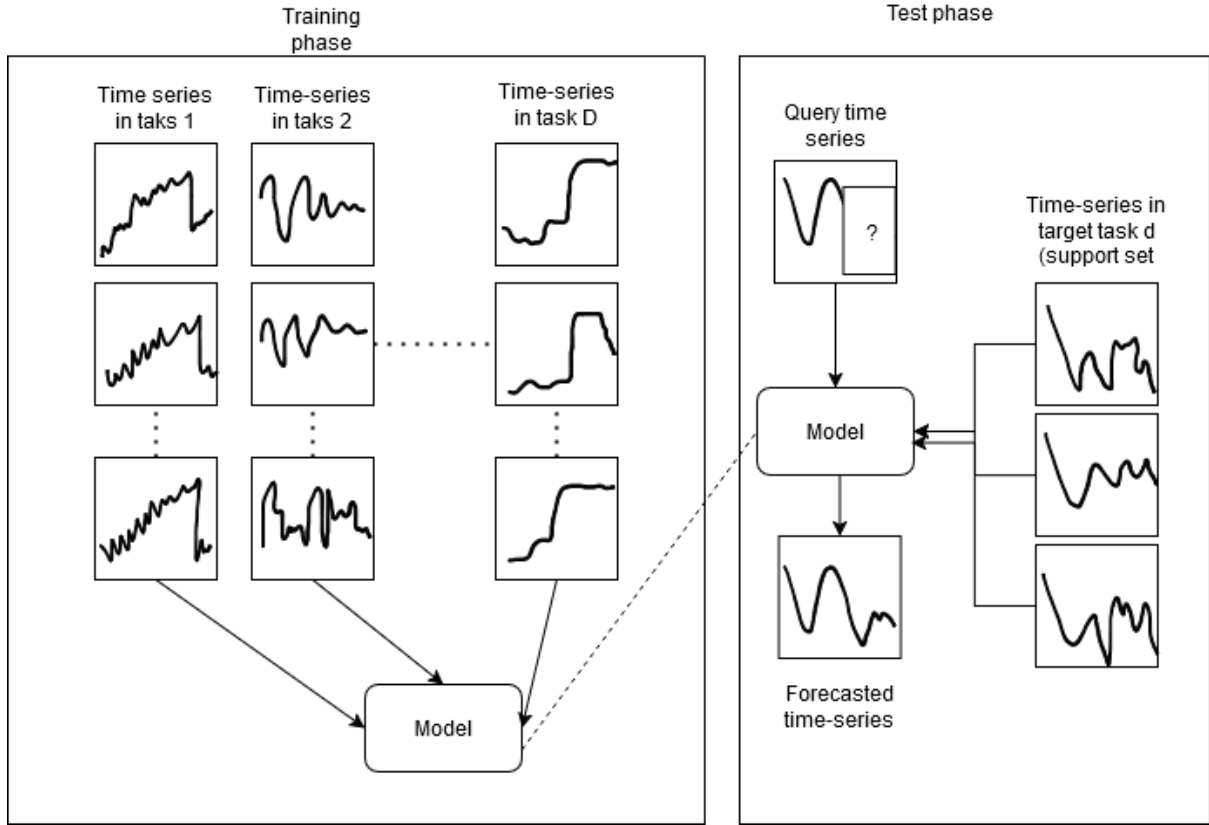 Training
phase
Test phase
Time series
in taks 1
Time-series
in taks 2
Time-series
in task D
Query time
series
?
Time-series in
target task d
(support set
Model
Forecasted
time-series
Model